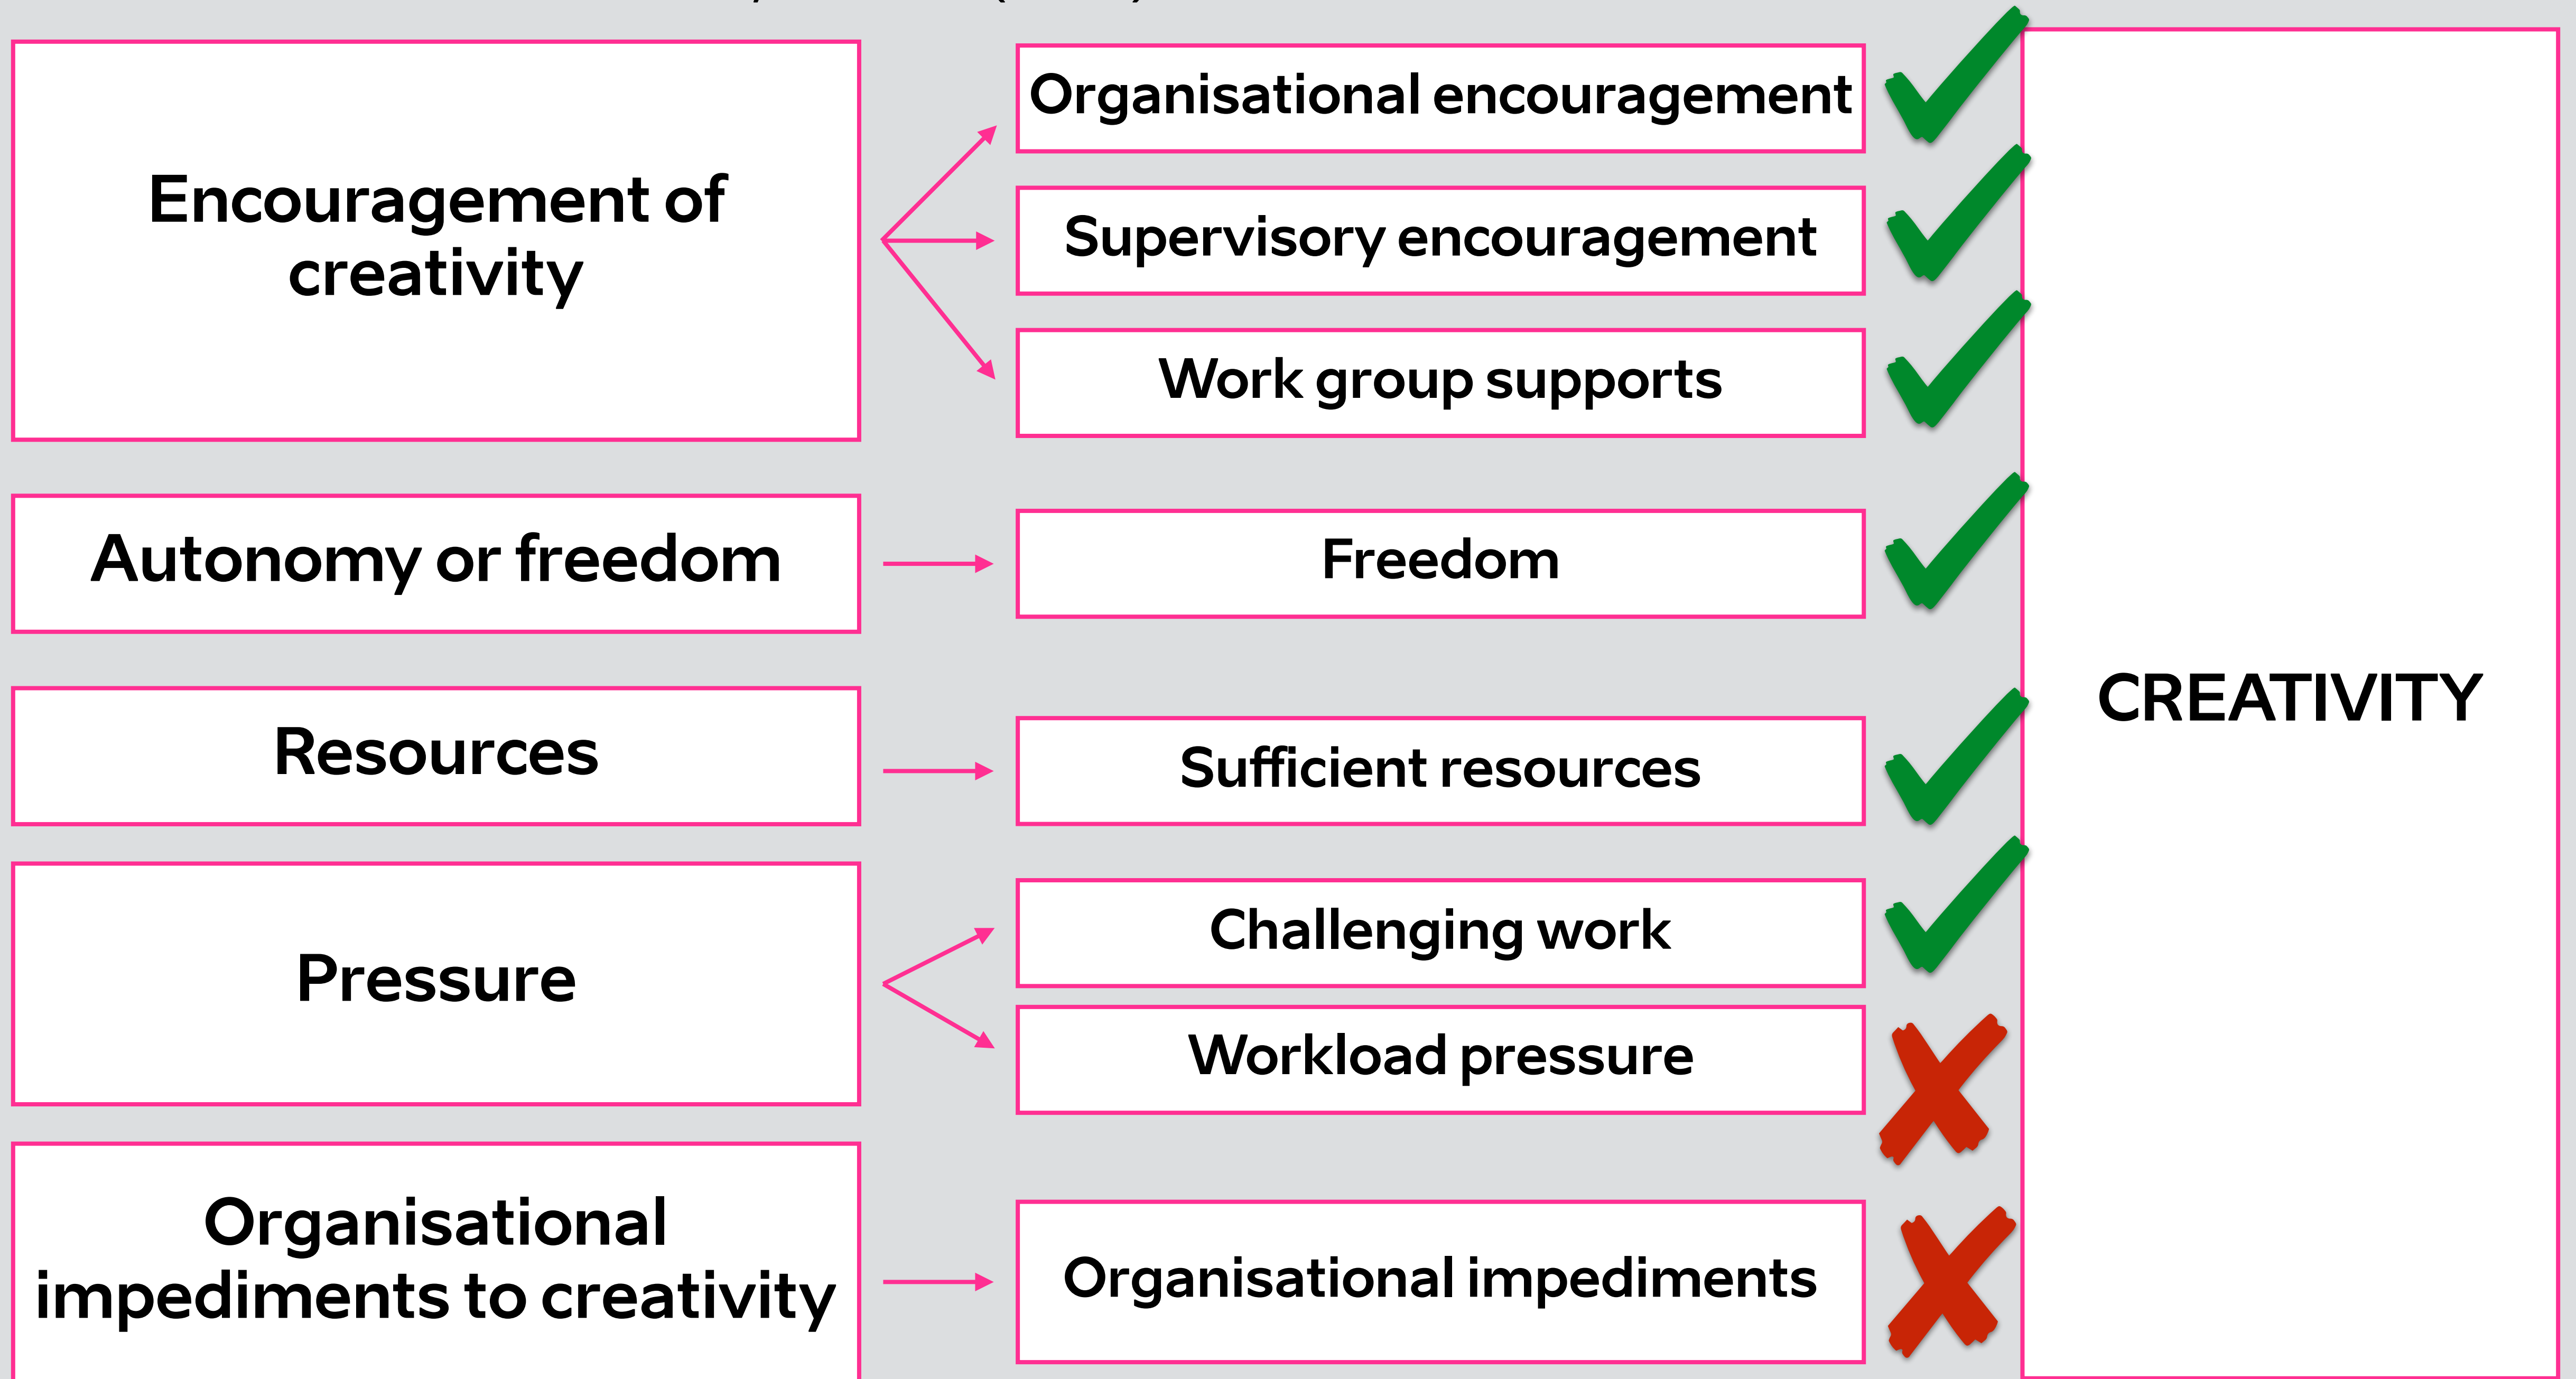 Encouragement of
creativity
Organisational encouragement
Supervisory encouragement
Work group supports
Autonomy or freedom
Freedom
Resources
Sufficient resources
Pressure
Challenging work
Workload pressure
Organisational
impediments to creativity
Organisational impediments
CREATIVITY